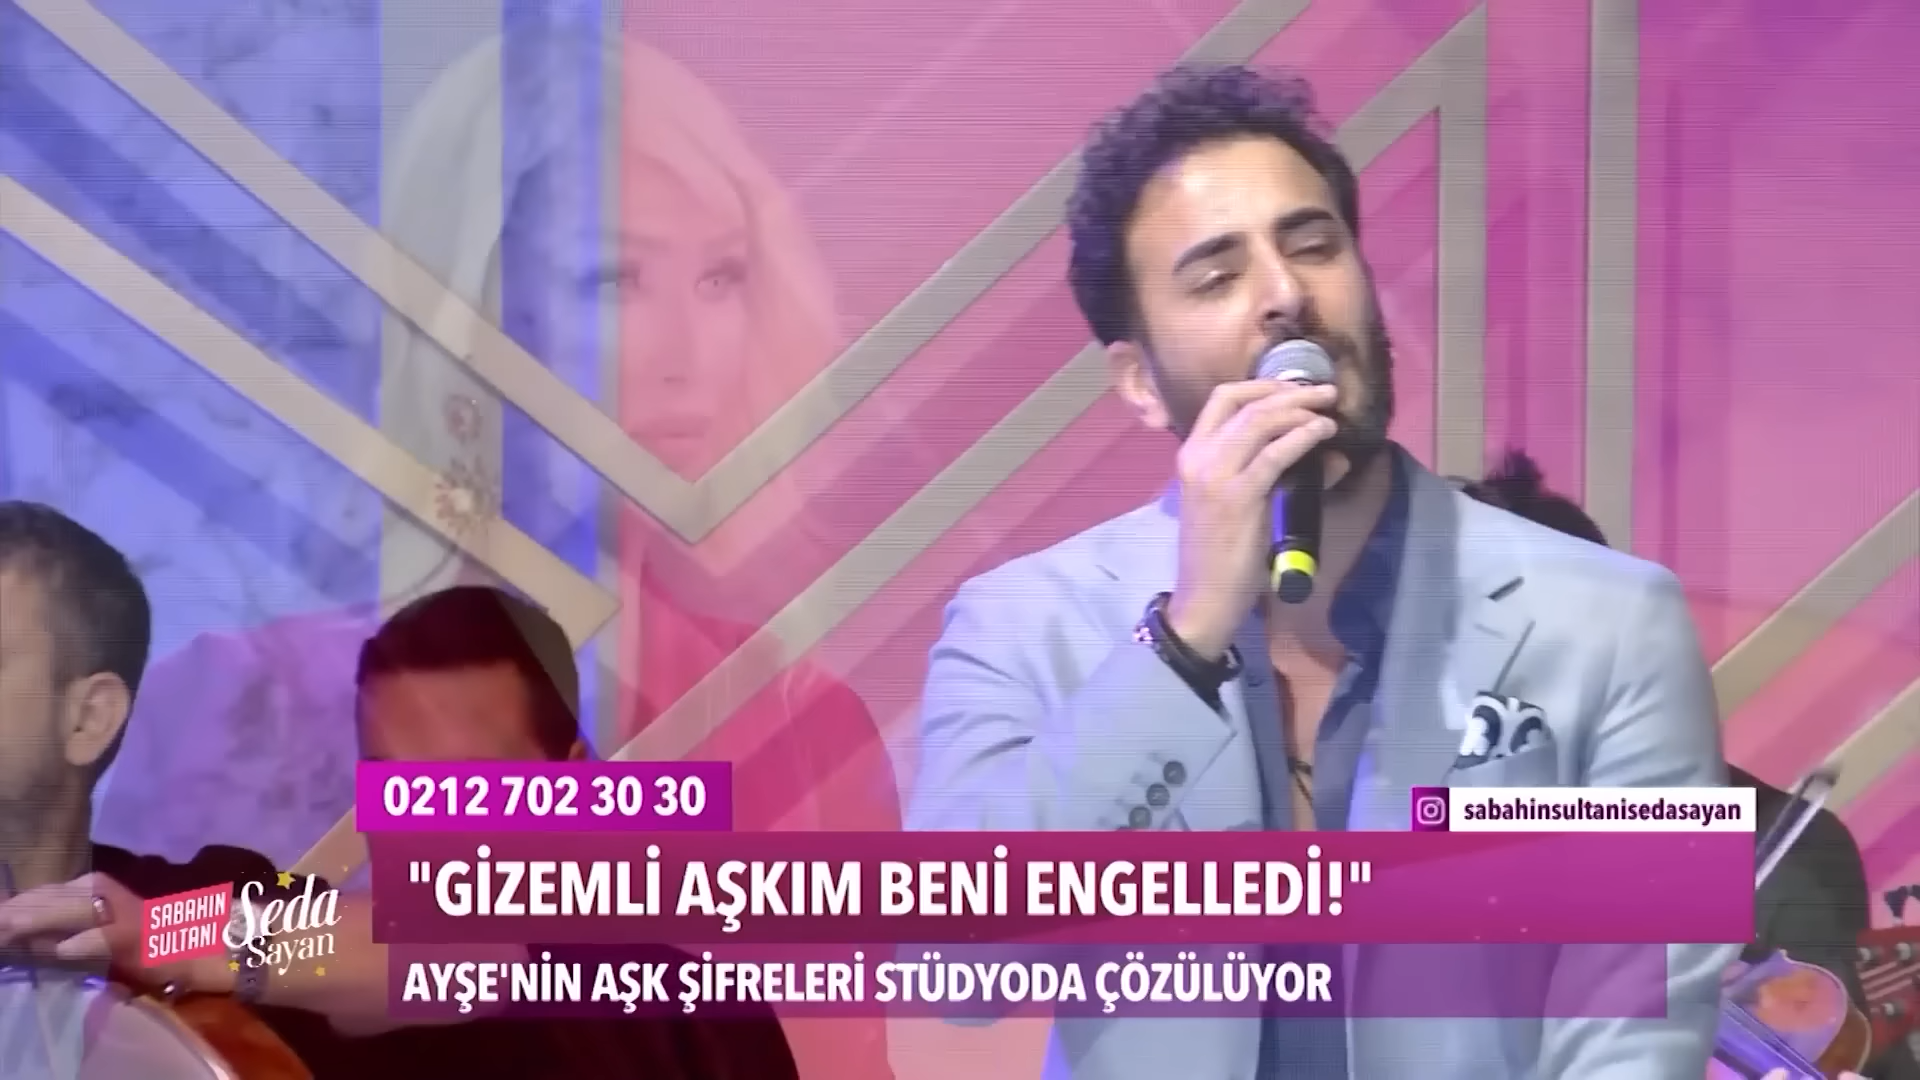 0212 702 30 30
sabahinsultanisedasayan
"GİZEMLİ AŞKIM BENİ ENGELLEDİ!"
SABAHIN
SULTANI
Seda
Sayan
AYŞE'NİN AŞK ŞİFRELERİ STÜDYODA ÇÖZÜLÜYOR